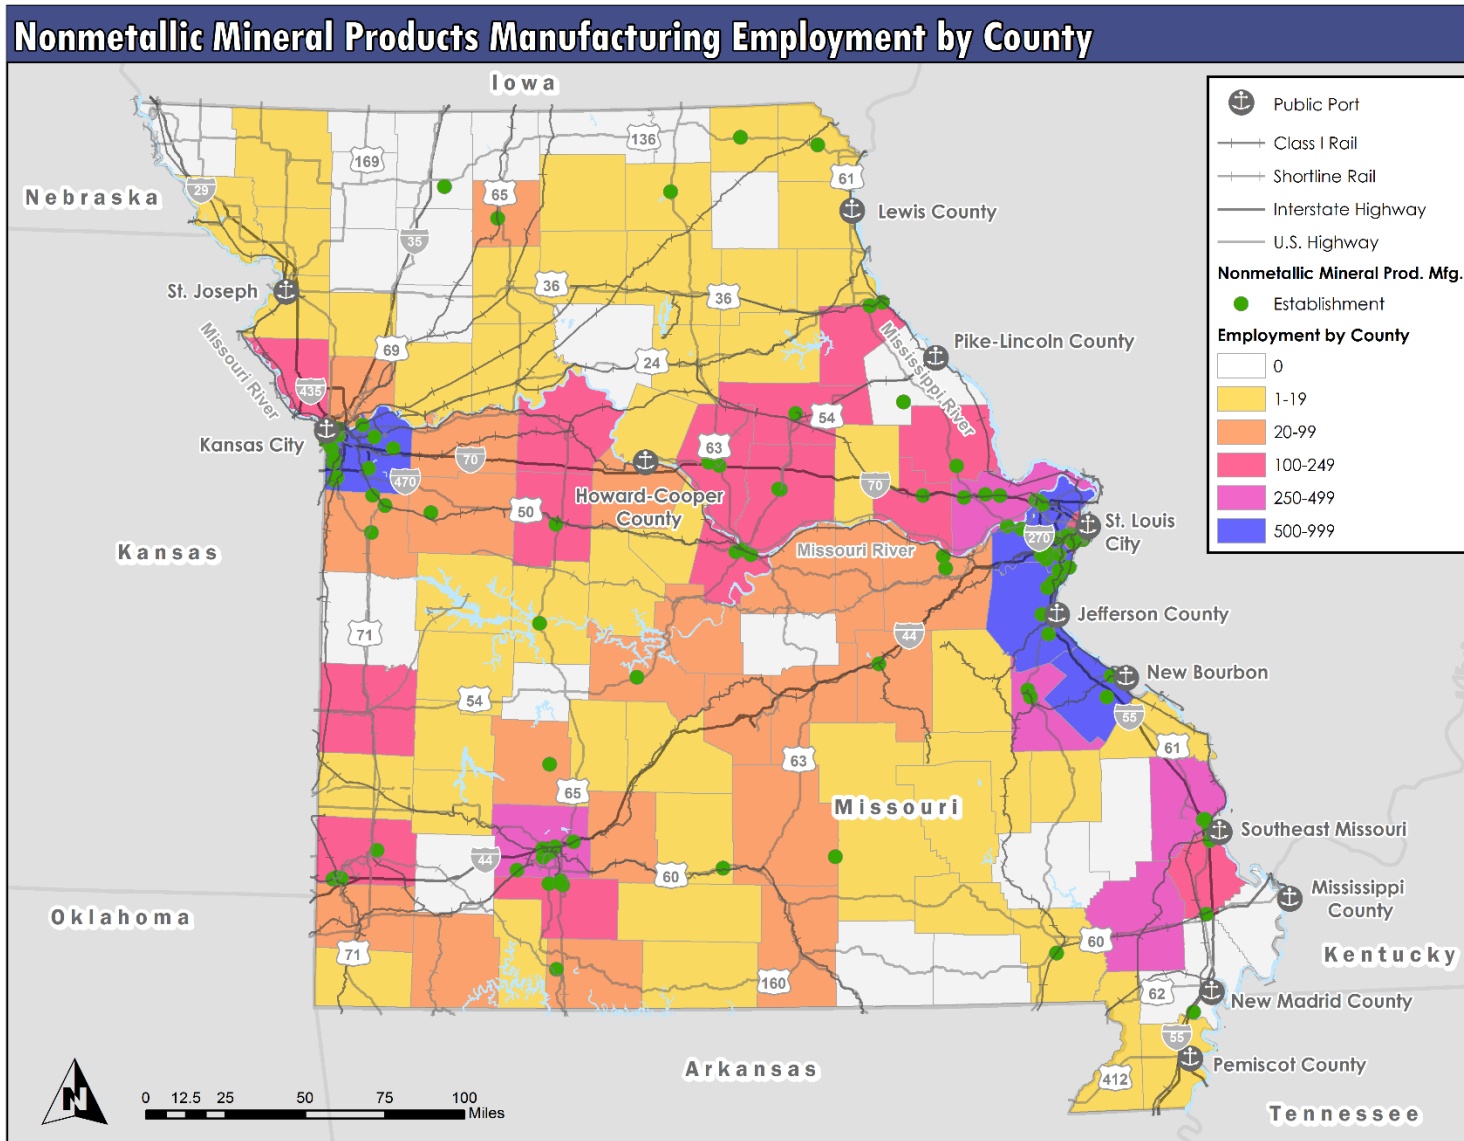 Nonmetallic Mineral Products Manufacturing Employment by County
Iowa
Nebraska
Kansas
Oklahoma
Arkansas
Tennessee
Kentucky
Missouri
136
169
29
65
61
35
36
36
69
24
435
54
63
70
70
470
50
270
71
44
54
55
61
63
65
44
60
60
71
160
62
55
412
Lewis County
St. Joseph
Missouri River
Mississippi River
Pike-Lincoln County
Kansas City
Howard-Cooper
County
Missouri River
St. Louis
City
Jefferson County
New Bourbon
Southeast Missouri
Mississippi
County
New Madrid County
Pemiscot County
Public Port
Class I Rail
Shortline Rail
Interstate Highway
U.S. Highway
Nonmetallic Mineral Prod. Mfg.
Establishment
Employment by County
0
1-19
20-99
100-249
250-499
500-999
N
0 12.5 25 50 75 100
Miles